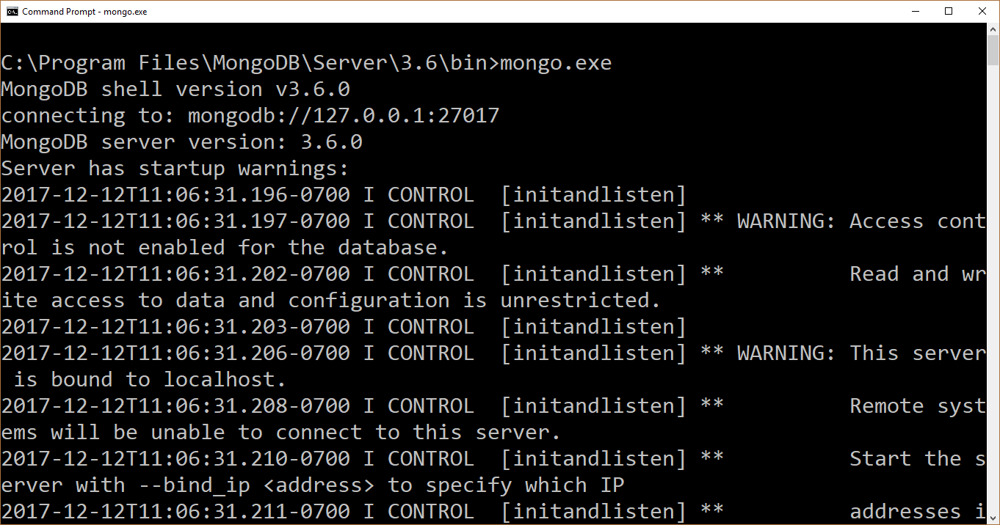 Command Prompt - mongo.exe
C:\Program Files\MongoDB\Server\3.6\bin>mongo.exe
MongoDB shell version v3.6.0
connecting to: mongodb://127.0.0.1:27017
MongoDB server version: 3.6.0
Server has startup warnings:
2017-12-12T11:06:31.196-0700 I CONTROL  [initandlisten]
2017-12-12T11:06:31.197-0700 I CONTROL  [initandlisten] ** WARNING: Access cont
rol is not enabled for the database.
2017-12-12T11:06:31.202-0700 I CONTROL  [initandlisten] **          Read and wr
ite access to data and configuration is unrestricted.
2017-12-12T11:06:31.203-0700 I CONTROL  [initandlisten]
2017-12-12T11:06:31.206-0700 I CONTROL  [initandlisten] ** WARNING: This server
 is bound to localhost.
2017-12-12T11:06:31.208-0700 I CONTROL  [initandlisten] **          Remote syst
ems will be unable to connect to this server.
2017-12-12T11:06:31.210-0700 I CONTROL  [initandlisten] **          Start the s
erver with --bind_ip <address> to specify which IP
2017-12-12T11:06:31.211-0700 I CONTROL  [initandlisten] **          addresses i